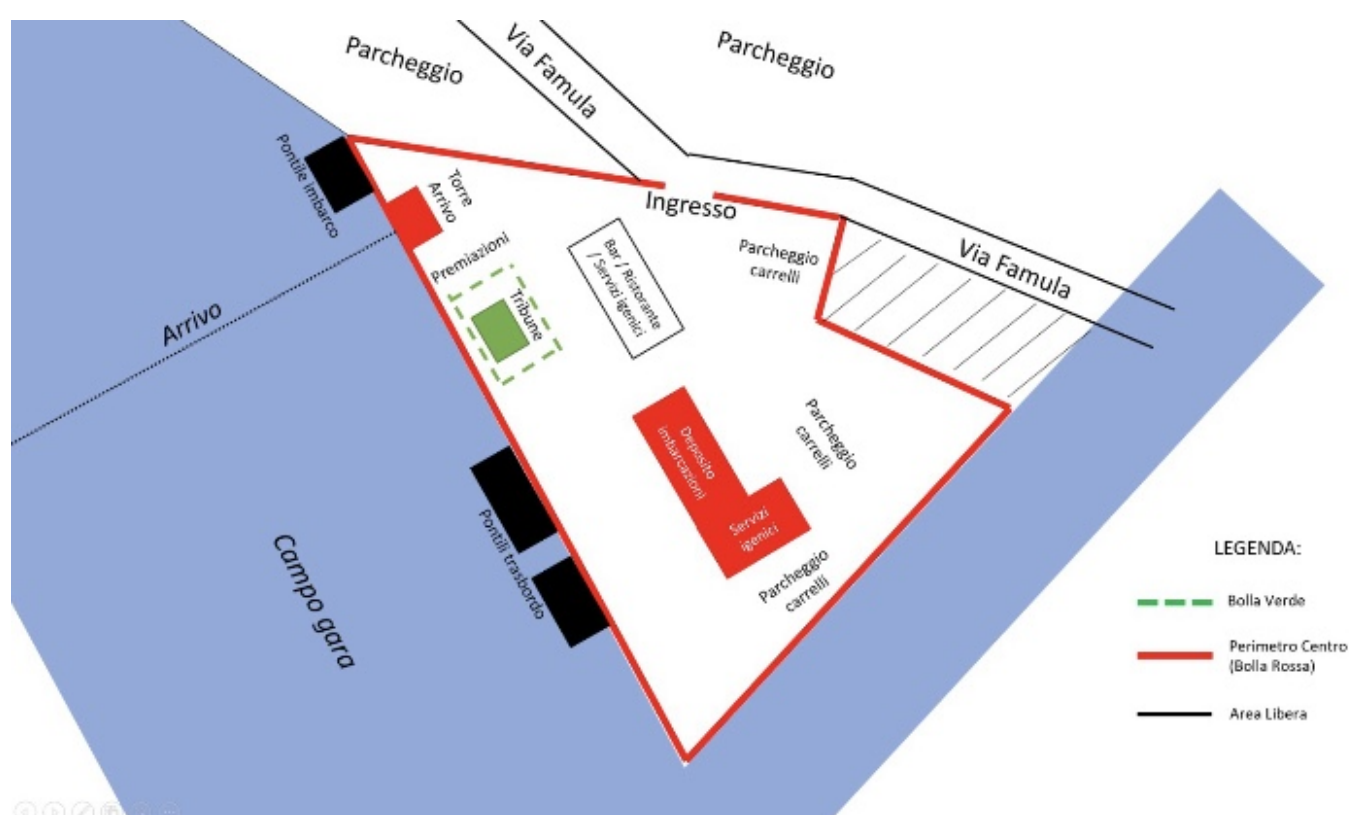 Parcheggio
Via Famula
Parcheggio
Pontile imbarco
Torre
Arrivo
Ingresso
Premiazioni
Bar / Ristorante
/ Servizi igenici
Parcheggio
carrelli
Via Famula
Arrivo
Tribune
Deposito
imbarcazioni
Parcheggio
carrelli
Servizi
igenici
Pontili trasbordo
Parcheggio
carrelli
Campo gara
LEGENDA:
Bolla Verde
Perimetro Centro
(Bolla Rossa)
Area Libera